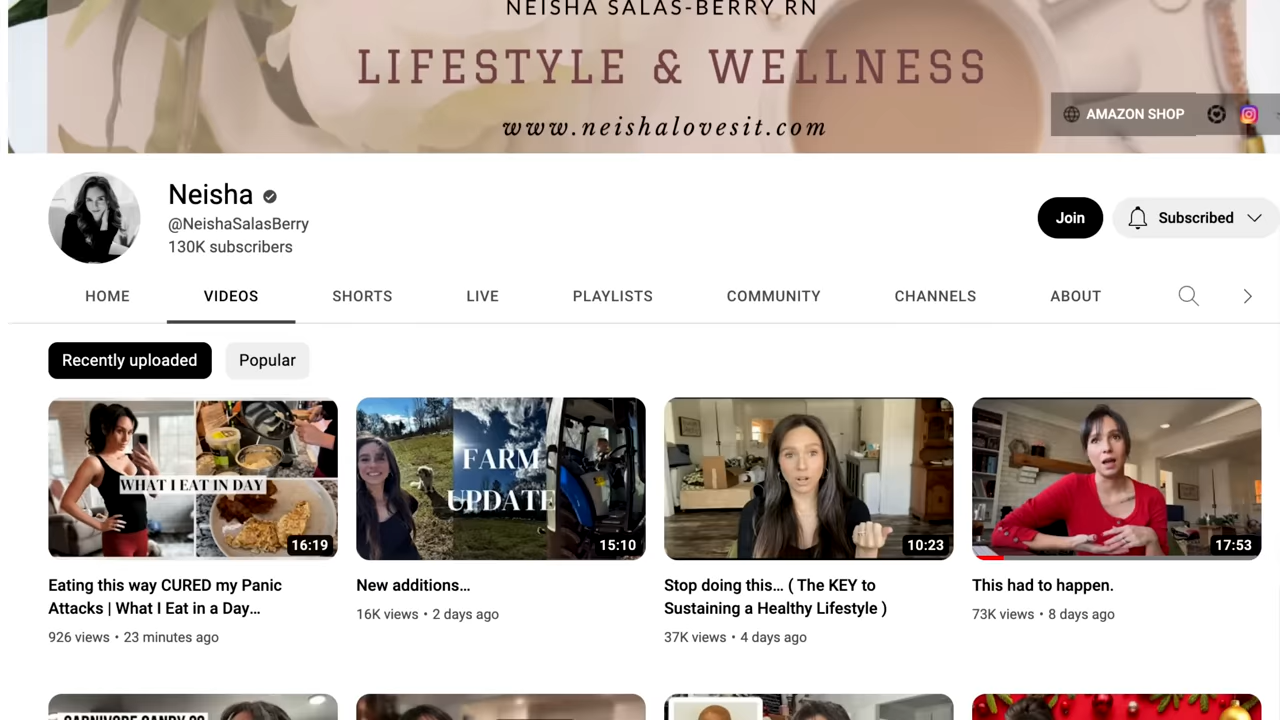 NEISHA SALAS-BERRY RN
LIFESTYLE & WELLNESS
www.neishalovesit.com
AMAZON SHOP
Neisha
@NeishaSalasBerry
130K subscribers
Join
Subscribed
HOME VIDEOS SHORTS LIVE PLAYLISTS COMMUNITY CHANNELS ABOUT
Recently uploaded Popular
WHAT I EAT IN DAY
16:19
FARM
UPDATE
15:10
10:23
17:53
Eating this way CURED my Panic
Attacks | What I Eat in a Day...
926 views • 23 minutes ago
New additions...
16K views • 2 days ago
Stop doing this... ( The KEY to
Sustaining a Healthy Lifestyle )
37K views • 4 days ago
This had to happen.
73K views • 8 days ago
CARNIVORE CANDY CO